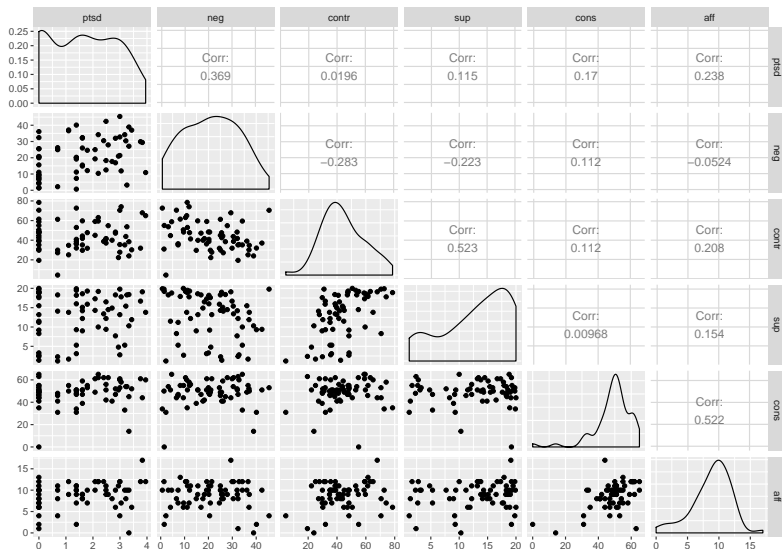 ptsd neg contr sup cons aff
0.25
0.20
0.15
0.10
0.05
0.00
Corr:
0.369
Corr:
0.0196
Corr:
0.115
Corr:
0.17
Corr:
0.238
ptsd
40
30
20
10
0
Corr:
−0.283
Corr:
−0.223
Corr:
0.112
Corr:
−0.0524
neg
80
60
40
20
Corr:
0.523
Corr:
0.112
Corr:
0.208
contr
20
15
10
5
Corr:
0.00968
Corr:
0.154
sup
60
40
20
0
Corr:
0.522
cons
15
10
5
0
aff
0 1 2 3 4 0 10 20 30 40 20 40 60 80 5 10 15 20 0 20 40 60 0 5 10 15